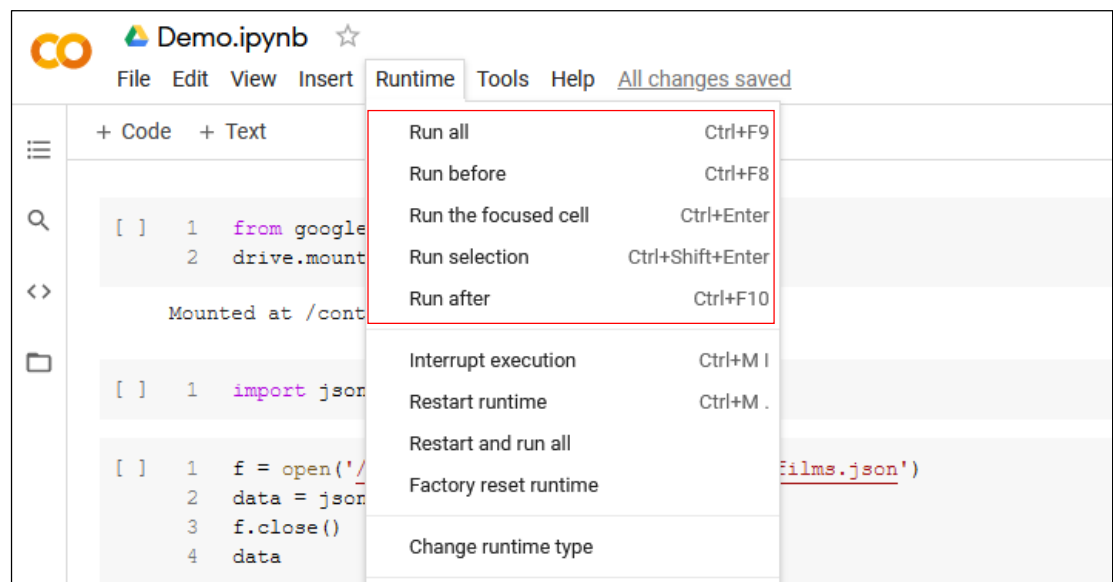 Demo.ipynb
File Edit View Insert Runtime Tools Help All changes saved
+ Code + Text
Run all Ctrl+F9
Run before Ctrl+F8
Run the focused cell Ctrl+Enter
Run selection Ctrl+Shift+Enter
Run after Ctrl+F10
Interrupt execution Ctrl+M I
Restart runtime Ctrl+M .
Restart and run all
Factory reset runtime
Change runtime type
[ ] 1 from google
2 drive.mount
Mounted at /cont
[ ] 1 import json
[ ] 1 f = open('/ films.json')
2 data = json
3 f.close()
4 data